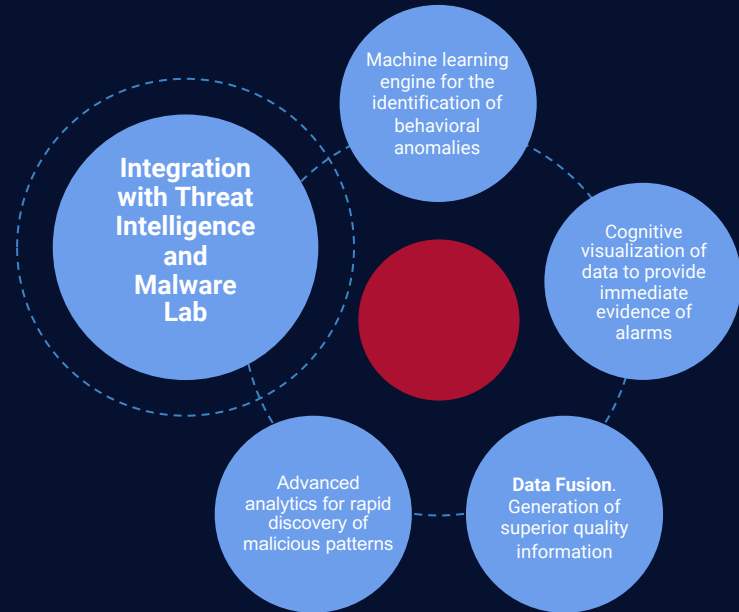 Machine learning
engine for the
identification of
behavioral
anomalies
Integration
with Threat
Intelligence
and
Malware
Lab
Cognitive
visualization of
data to provide
immediate
evidence of
alarms
Advanced
analytics for rapid
discovery of
malicious patterns
Data Fusion.
Generation of
superior quality
information